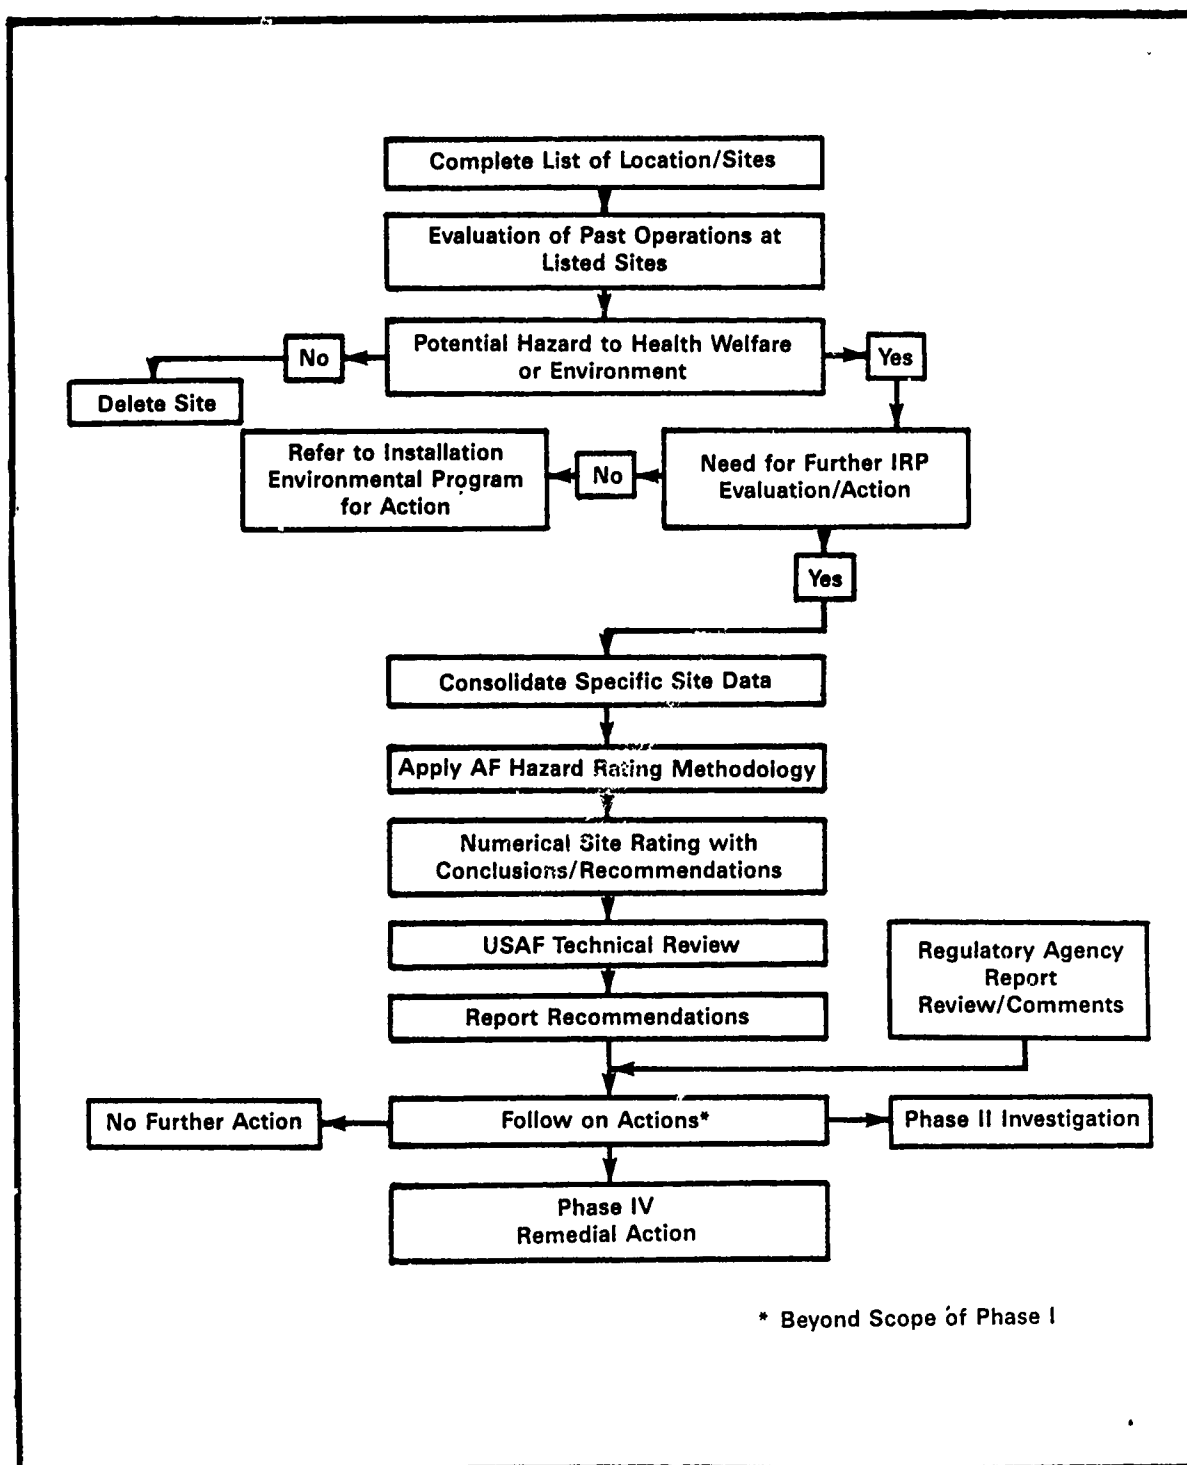 Complete List of Location/Sites
Evaluation of Past Operations at
Listed Sites
Potential Hazard to Health Welfare
or Environment
No
Yes
Delete Site
Refer to Installation
Environmental Program
for Action
No
Need for Further IRP
Evaluation/Action
Yes
Consolidate Specific Site Data
Apply AF Hazard Rating Methodology
Numerical Site Rating with
Conclusions/Recommendations
USAF Technical Review
Regulatory Agency
Report
Review/Comments
Report Recommendations
No Further Action
Follow on Actions*
Phase II Investigation
Phase IV
Remedial Action
* Beyond Scope of Phase I